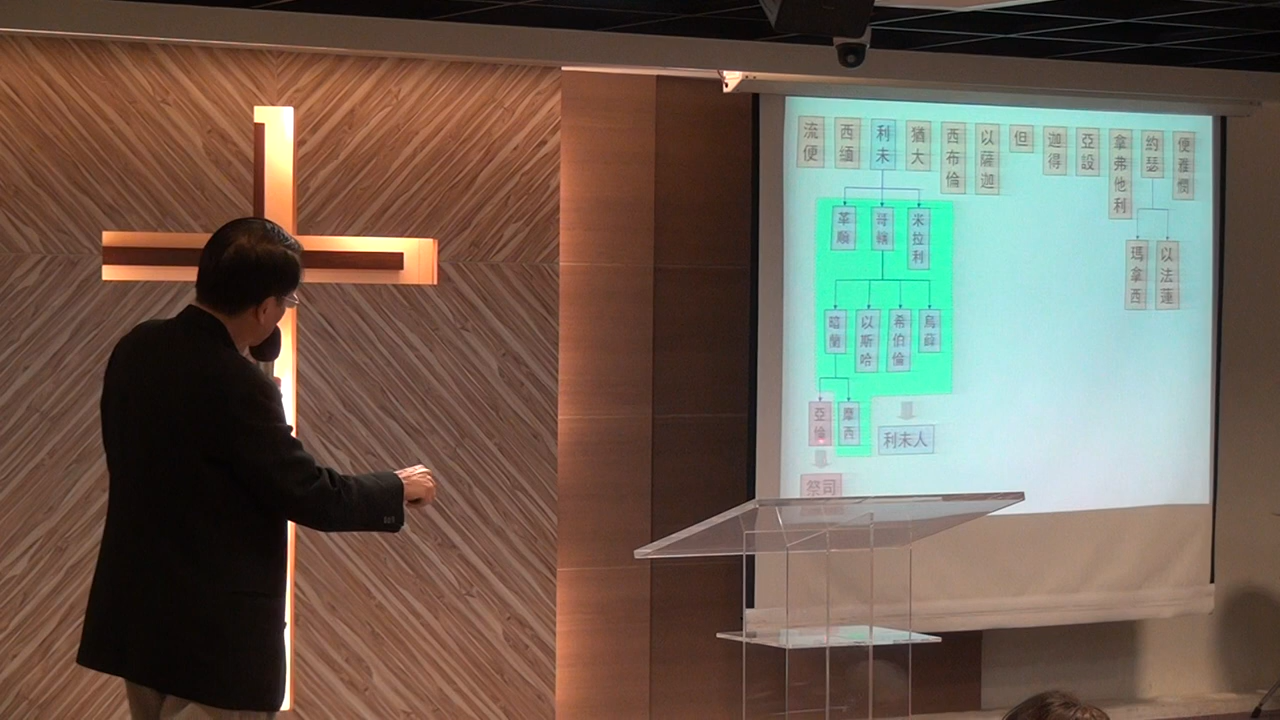 流便
西缅
利未
猶大
西布倫
以薩迦
但
迦得
亞設
拿弗他利
約瑟
便雅憫
革順
哥轄
米拉利
瑪拿西
以法蓮
暗蘭
以斯哈
希伯倫
烏薛
亞倫
摩西
利未人
祭司